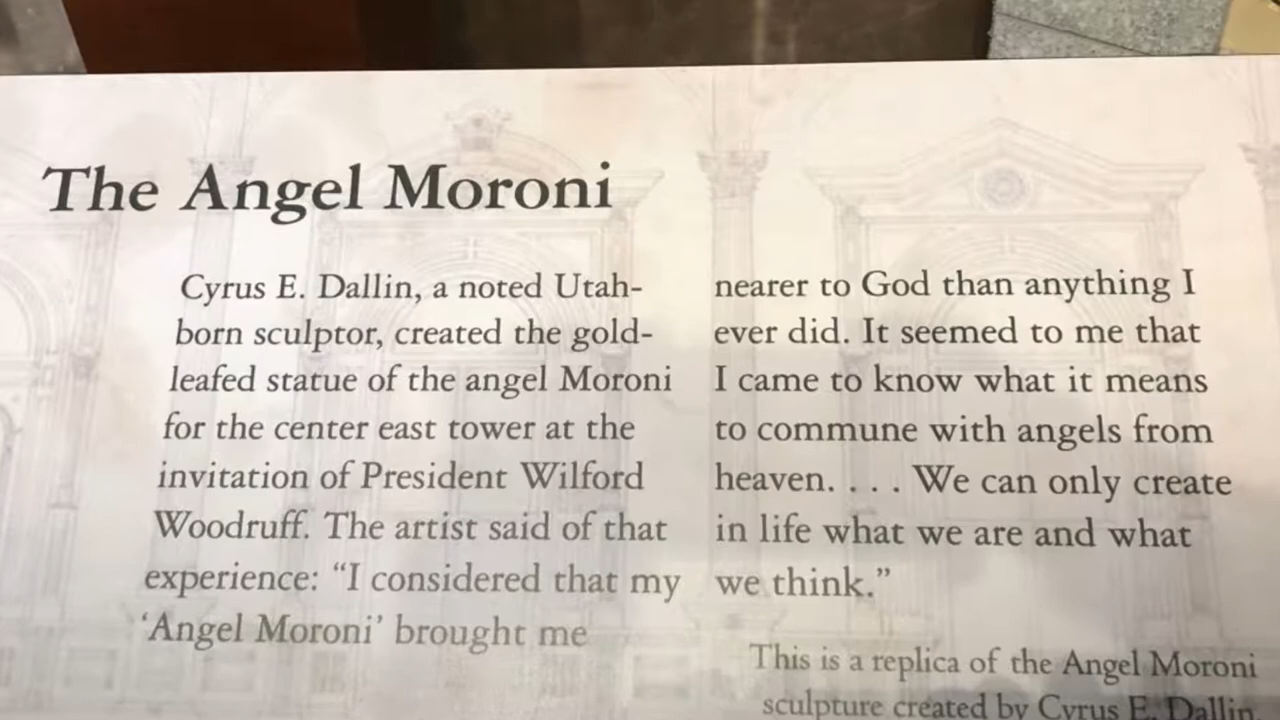 The Angel Moroni
Cyrus E. Dallin, a noted Utah-
born sculptor, created the gold-
leafed statue of the angel Moroni
for the center east tower at the
invitation of President Wilford
Woodruff. The artist said of that
experience: “I considered that my
‘Angel Moroni’ brought me
nearer to God than anything I
ever did. It seemed to me that
I came to know what it means
to commune with angels from
heaven. . . . We can only create
in life what we are and what
we think.”
This is a replica of the Angel Moroni
sculpture created by Cyrus E. Dallin.